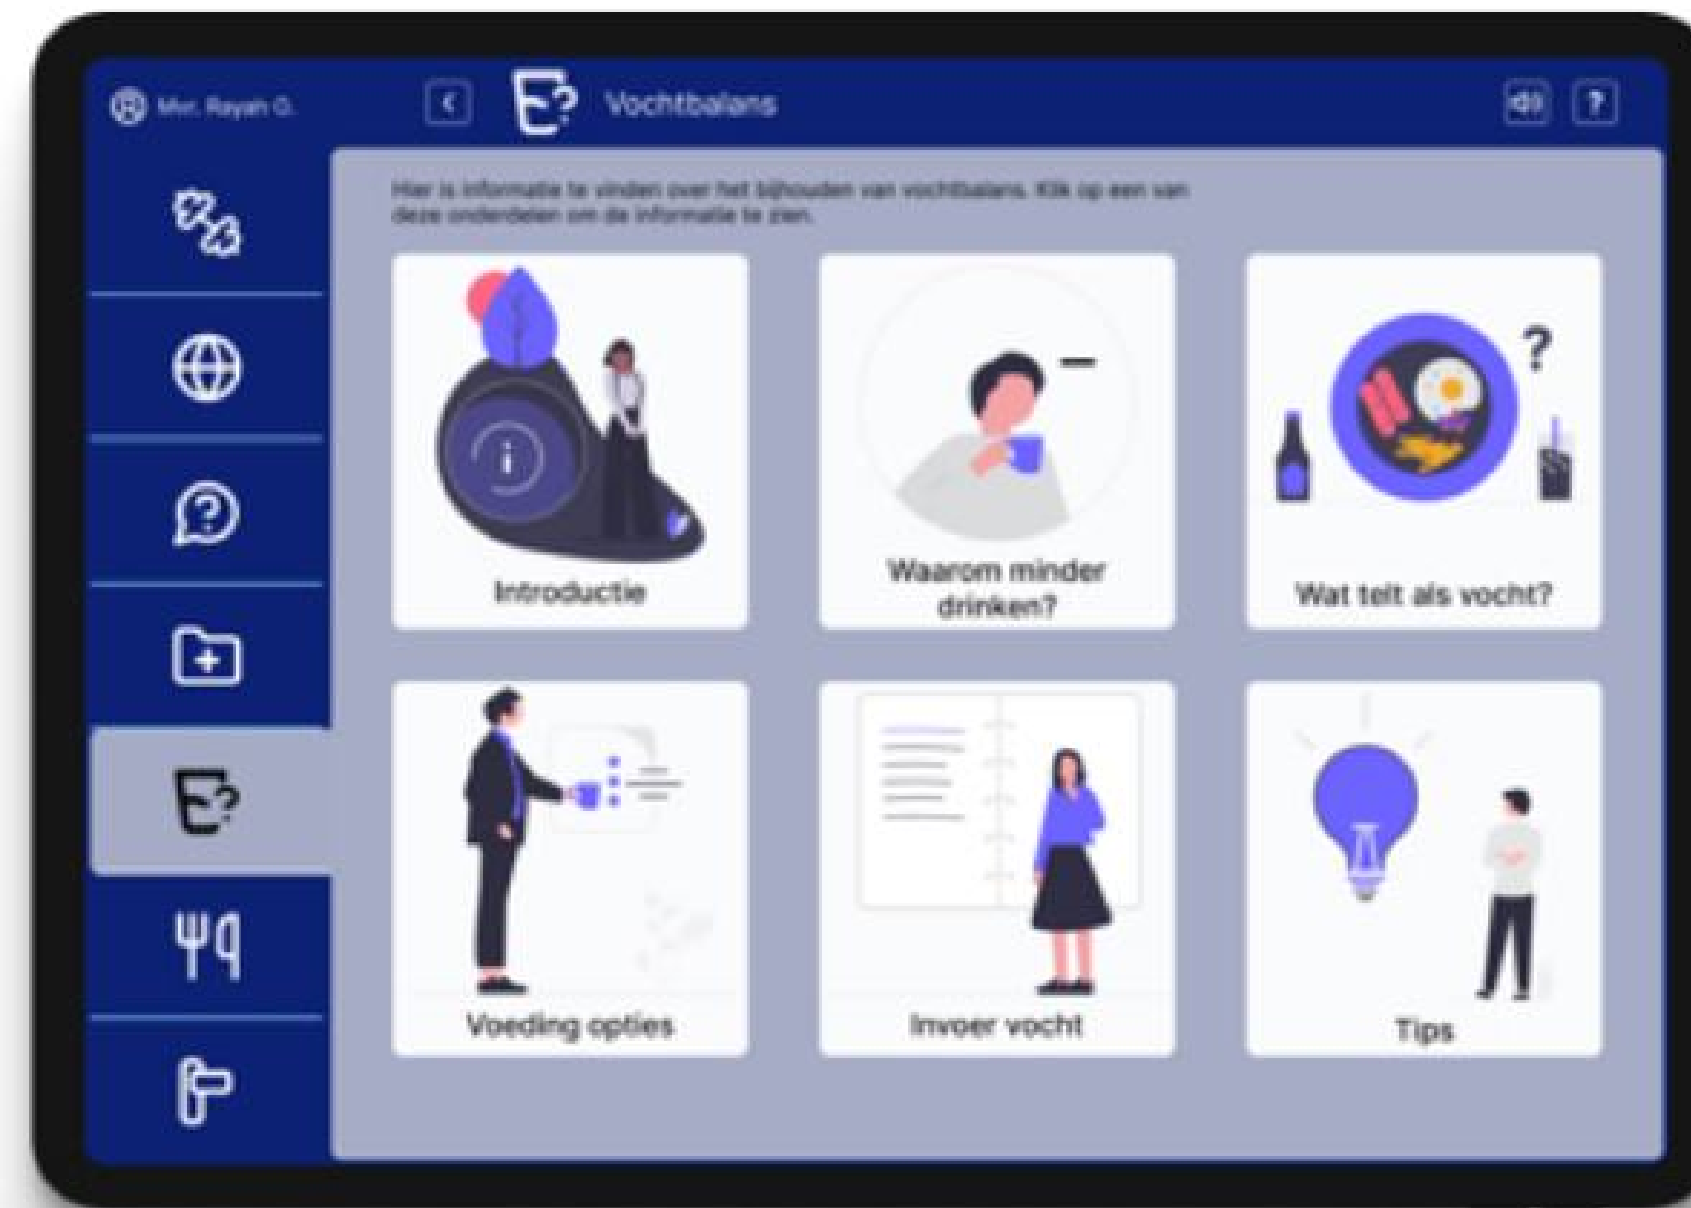 Mvr. Rayan G.
Vochtbalans
?
Hier is informatie te vinden over het bijhouden van vochtbalans. Klik op een van
deze onderdelen om de informatie te zien.
i
?
Introductie
Waarom minder
drinken?
Wat telt als vocht?
Voeding opties
Invoer vocht
Tips